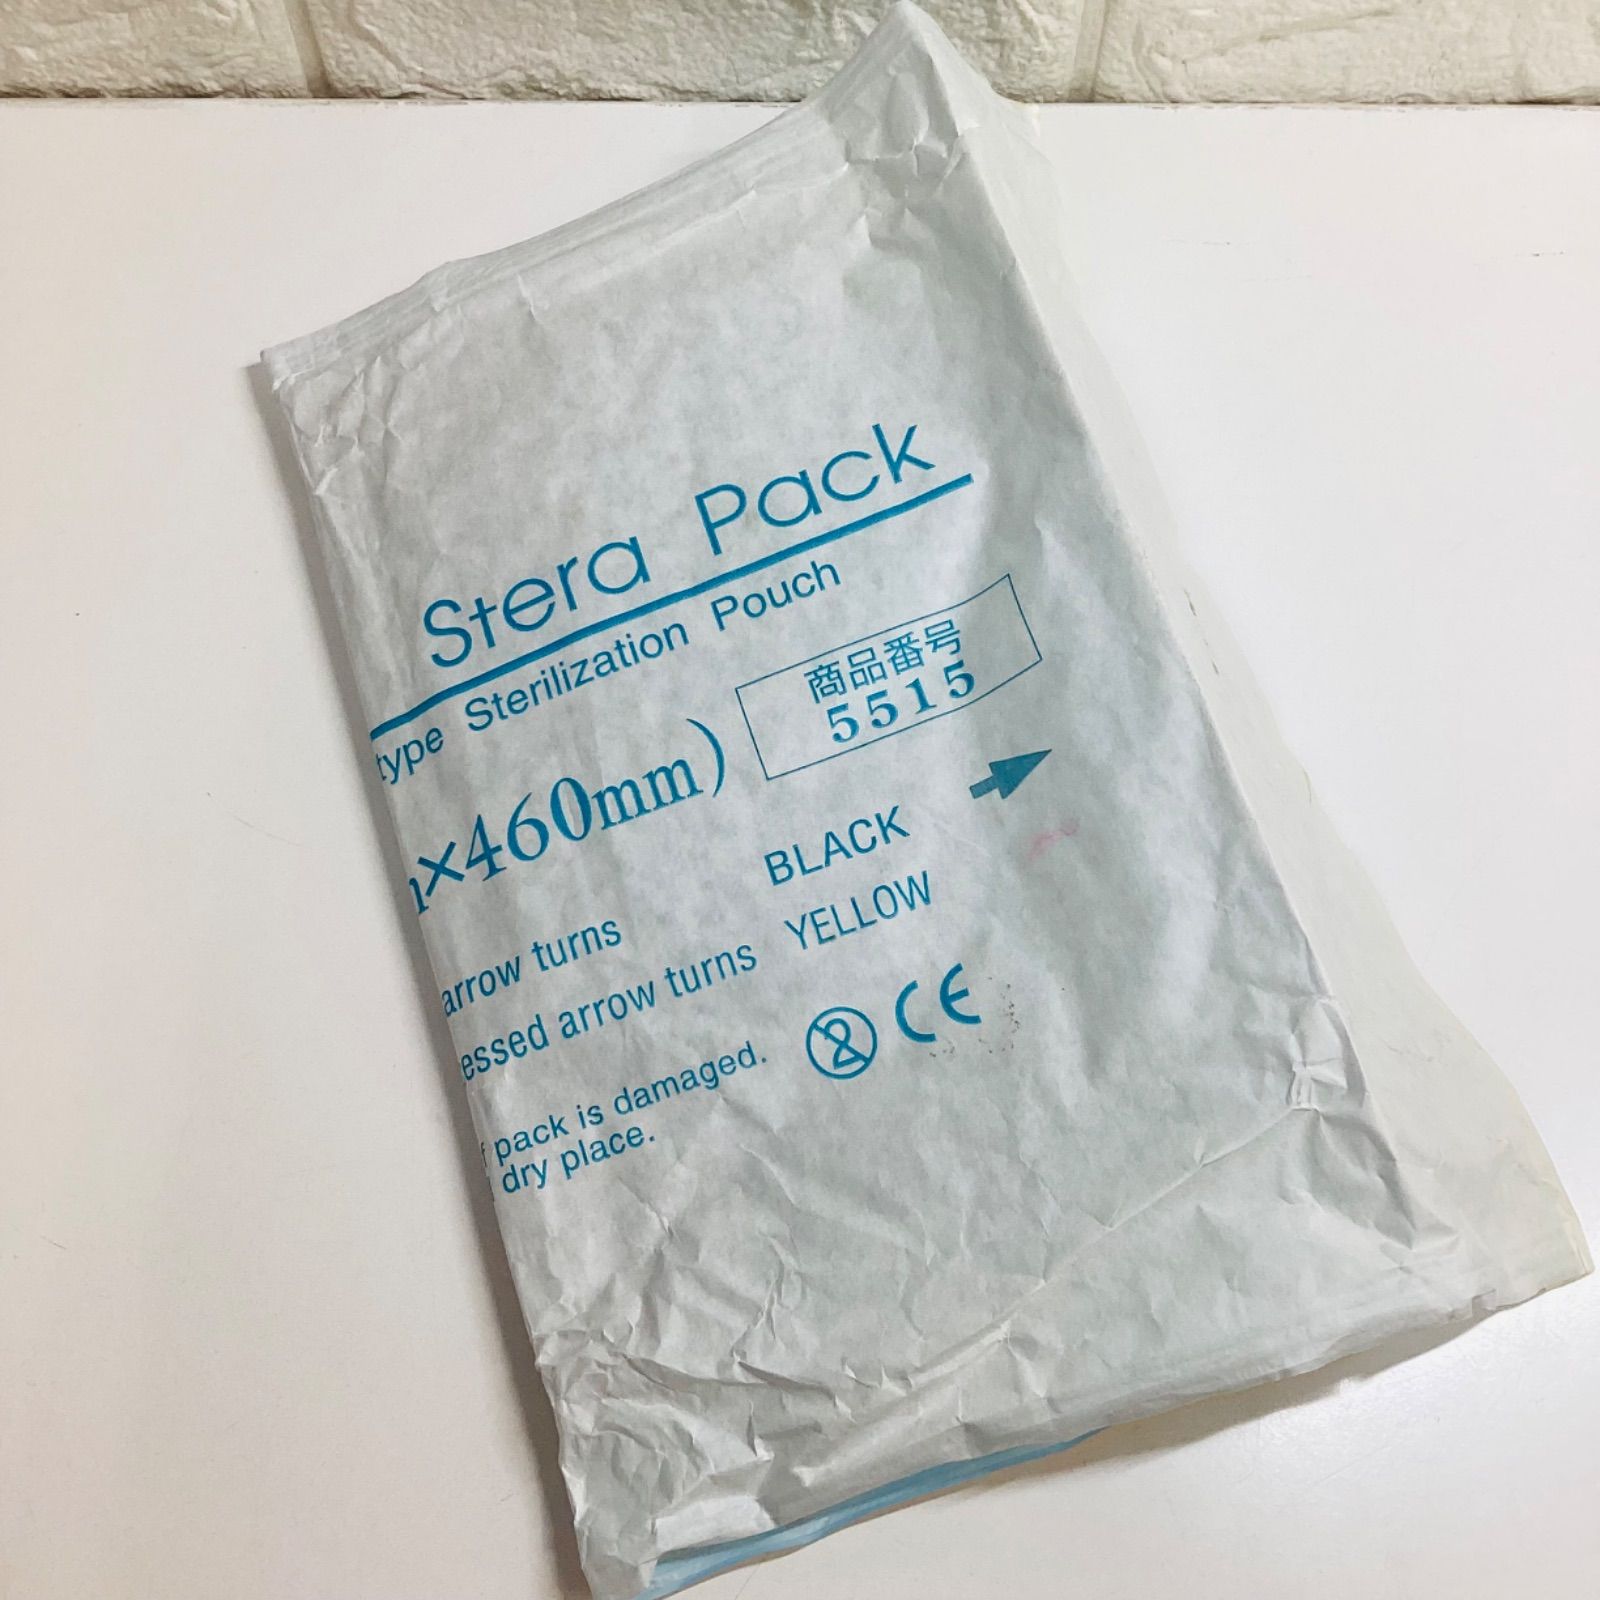 Stera Pack
type Sterilization Pouch
×460mm)
商品番号
5515
arrow turns BLACK
essed arrow turns YELLOW
pack is damaged.
dry place.
2
CE